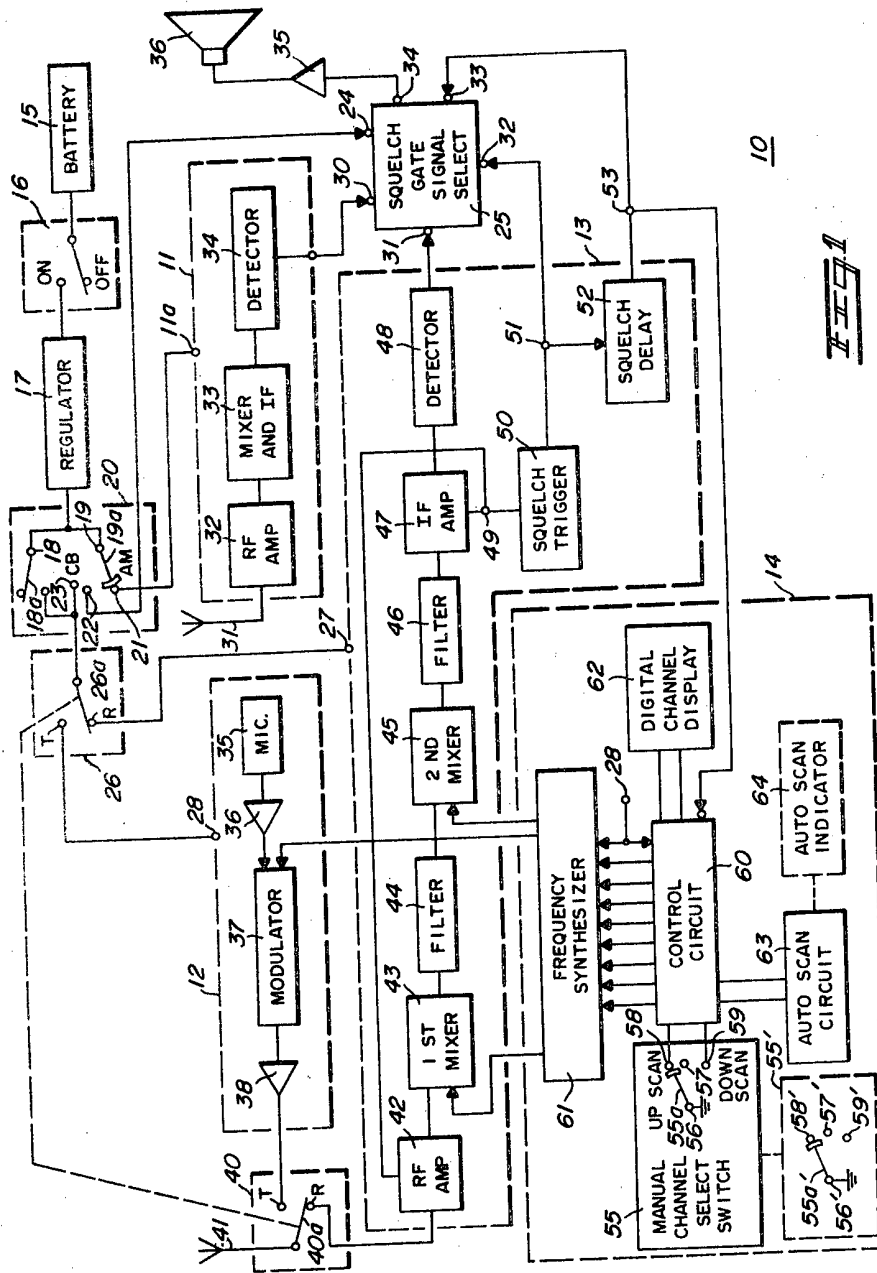 36
35
34
33
24
30
31
32
SQUELCH GATE SIGNAL SELECT
25
BATTERY
15
16
ON
OFF
REGULATOR
17
20
18
18a
19
19a
CB
23
22
21
AM
26
26a
T
R
27
28
11
11a
31
RF AMP
32
MIXER AND IF
33
DETECTOR
34
12
MIC.
35
36
MODULATOR
37
38
40
40a
T
R
41
13
RF AMP
42
1 ST MIXER
43
FILTER
44
2 ND MIXER
45
FILTER
46
IF AMP
47
DETECTOR
48
49
SQUELCH TRIGGER
50
51
SQUELCH DELAY
52
53
10
14
FREQUENCY SYNTHESIZER
61
28
CONTROL CIRCUIT
60
DIGITAL CHANNEL DISPLAY
62
AUTO SCAN CIRCUIT
63
AUTO SCAN INDICATOR
64
MANUAL CHANNEL SELECT SWITCH
55
UP SCAN
DOWN SCAN
55a
56
57
58
59
55'
55a'
56'
57'
58'
59'
FIG. 1